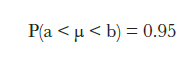 P(a < μ < b) = 0.95